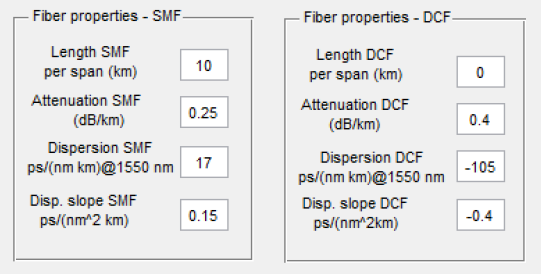 Fiber properties - SMF
Length SMF
per span (km)
10
Attenuation SMF
(dB/km)
0.25
Dispersion SMF
ps/(nm km)@1550 nm
17
Disp. slope SMF
ps/(nm^2 km)
0.15
Fiber properties - DCF
Length DCF
per span (km)
0
Attenuation DCF
(dB/km)
0.4
Dispersion DCF
ps/(nm km)@1550 nm
-105
Disp. slope DCF
ps/(nm^2km)
-0.4